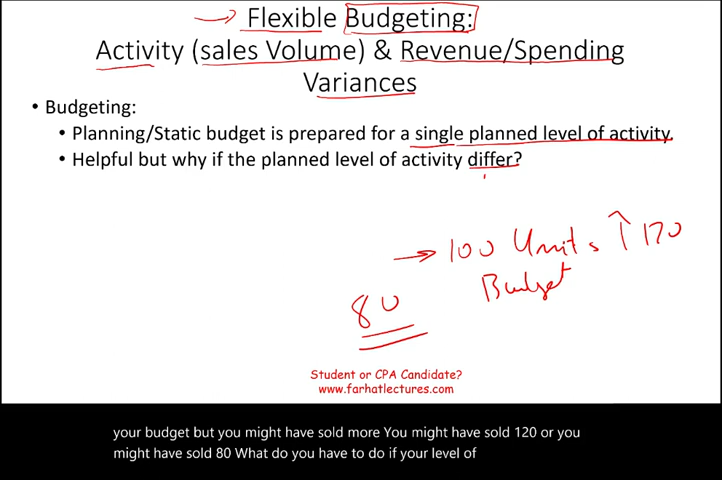 Flexible Budgeting:
Activity (sales Volume) & Revenue/Spending
Variances
• Budgeting:
• Planning/Static budget is prepared for a single planned level of activity.
• Helpful but why if the planned level of activity differ?
→ 100 Units ↑ 120
Budget
80
Student or CPA Candidate?
www.farhatlectures.com
your budget but you might have sold more You might have sold 120 or you
might have sold 80 What do you have to do if your level of